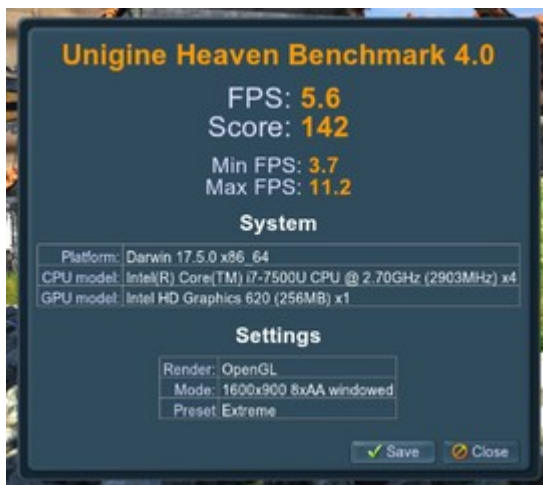 Unigine Heaven Benchmark 4.0
FPS: 5.6
Score: 142
Min FPS: 3.7
Max FPS: 11.2
System
Platform: Darwin 17.5.0 x86_64
CPU model: Intel(R) Core(TM) i7-7500U CPU @ 2.70GHz (2903MHz) x4
GPU model: Intel HD Graphics 620 (256MB) x1
Settings
Render: OpenGL
Mode: 1600x900 8xAA windowed
Preset Extreme
Save Close